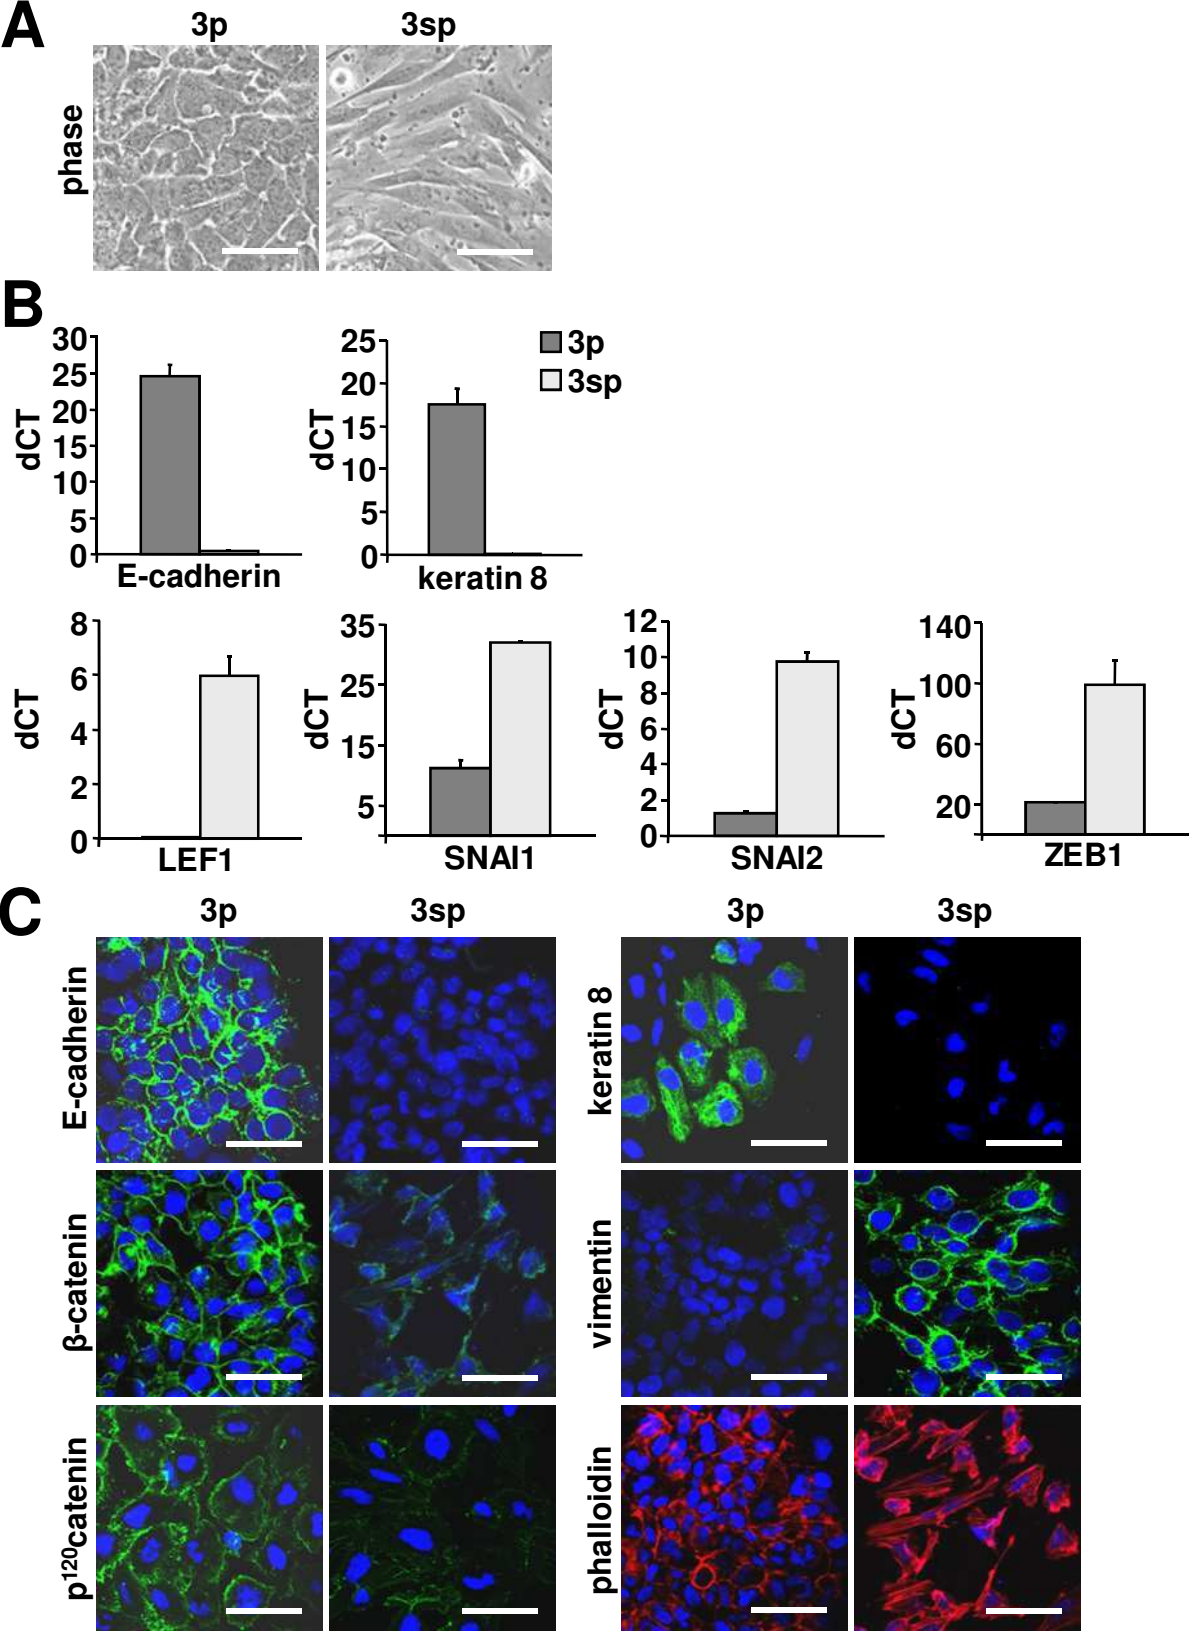 A
3p 3sp
phase
B
30
25
20
15
10
5
0
dCT
E-cadherin
25
20
15
10
5
0
dCT
keratin 8
3p
3sp
8
6
4
2
0
dCT
LEF1
35
25
15
5
dCT
SNAI1
12
10
8
6
4
2
0
dCT
SNAI2
140
100
60
20
dCT
ZEB1
C
3p 3sp 3p 3sp
E-cadherin
keratin 8
β-catenin
vimentin
p120catenin
phalloidin